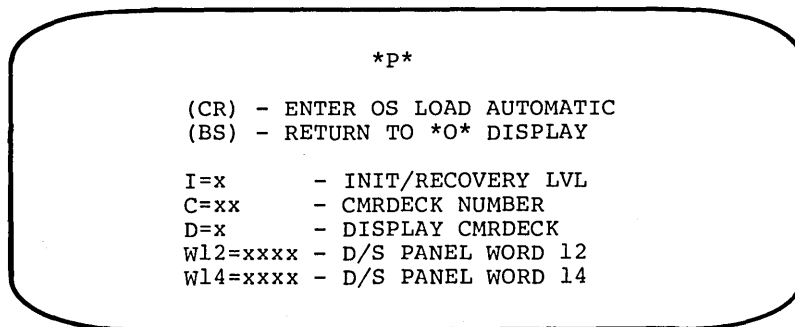 *P*
(CR) - ENTER OS LOAD AUTOMATIC
(BS) - RETURN TO *O* DISPLAY
I=x - INIT/RECOVERY LVL
C=xx - CMRDECK NUMBER
D=x - DISPLAY CMRDECK
W12=xxxx - D/S PANEL WORD 12
W14=xxxx - D/S PANEL WORD 14